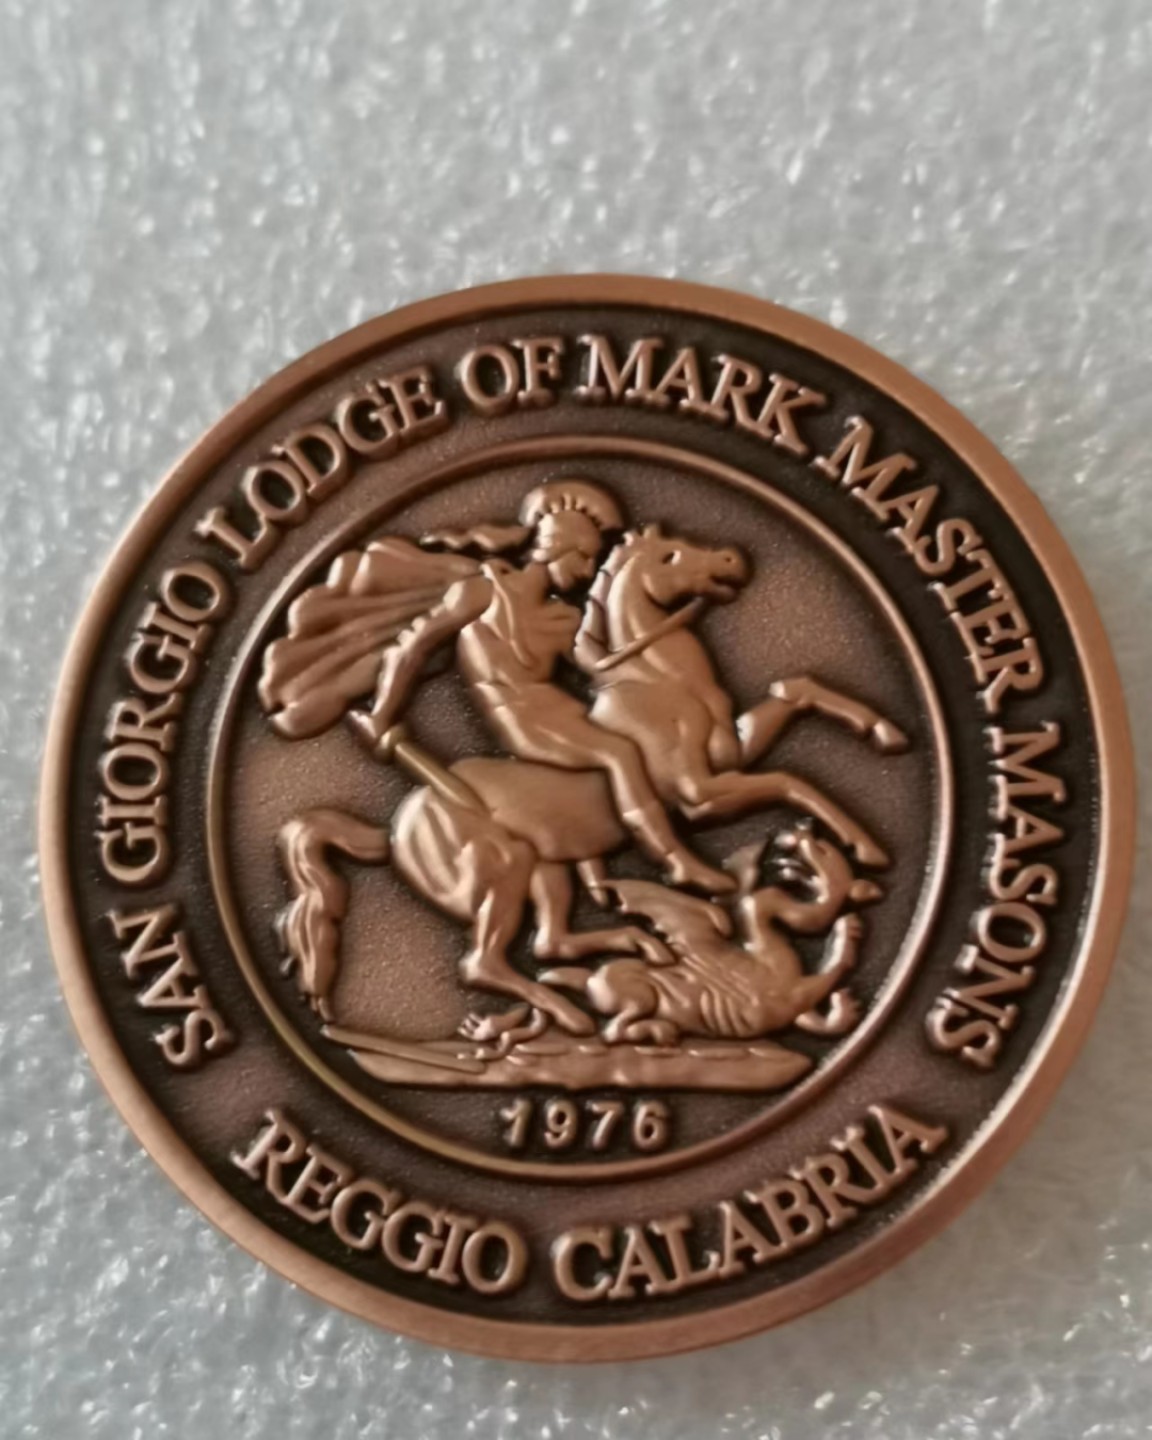 SAN GIORGIO LODGE OF MARK MASTER MASONS
1976
REGGIO CALABRIA